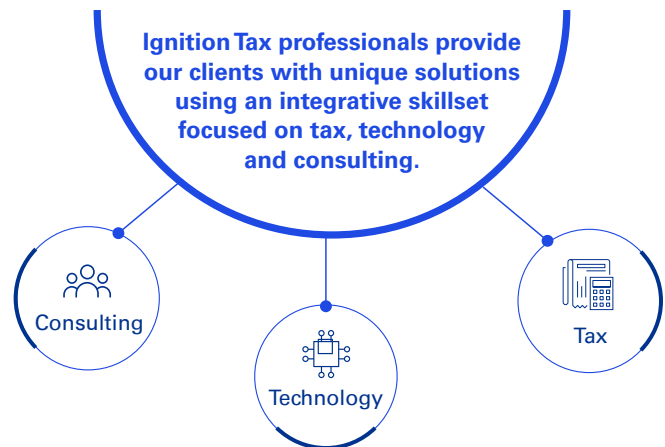 Ignition Tax professionals provide
our clients with unique solutions
using an integrative skillset
focused on tax, technology
and consulting.
Consulting
Technology
Tax